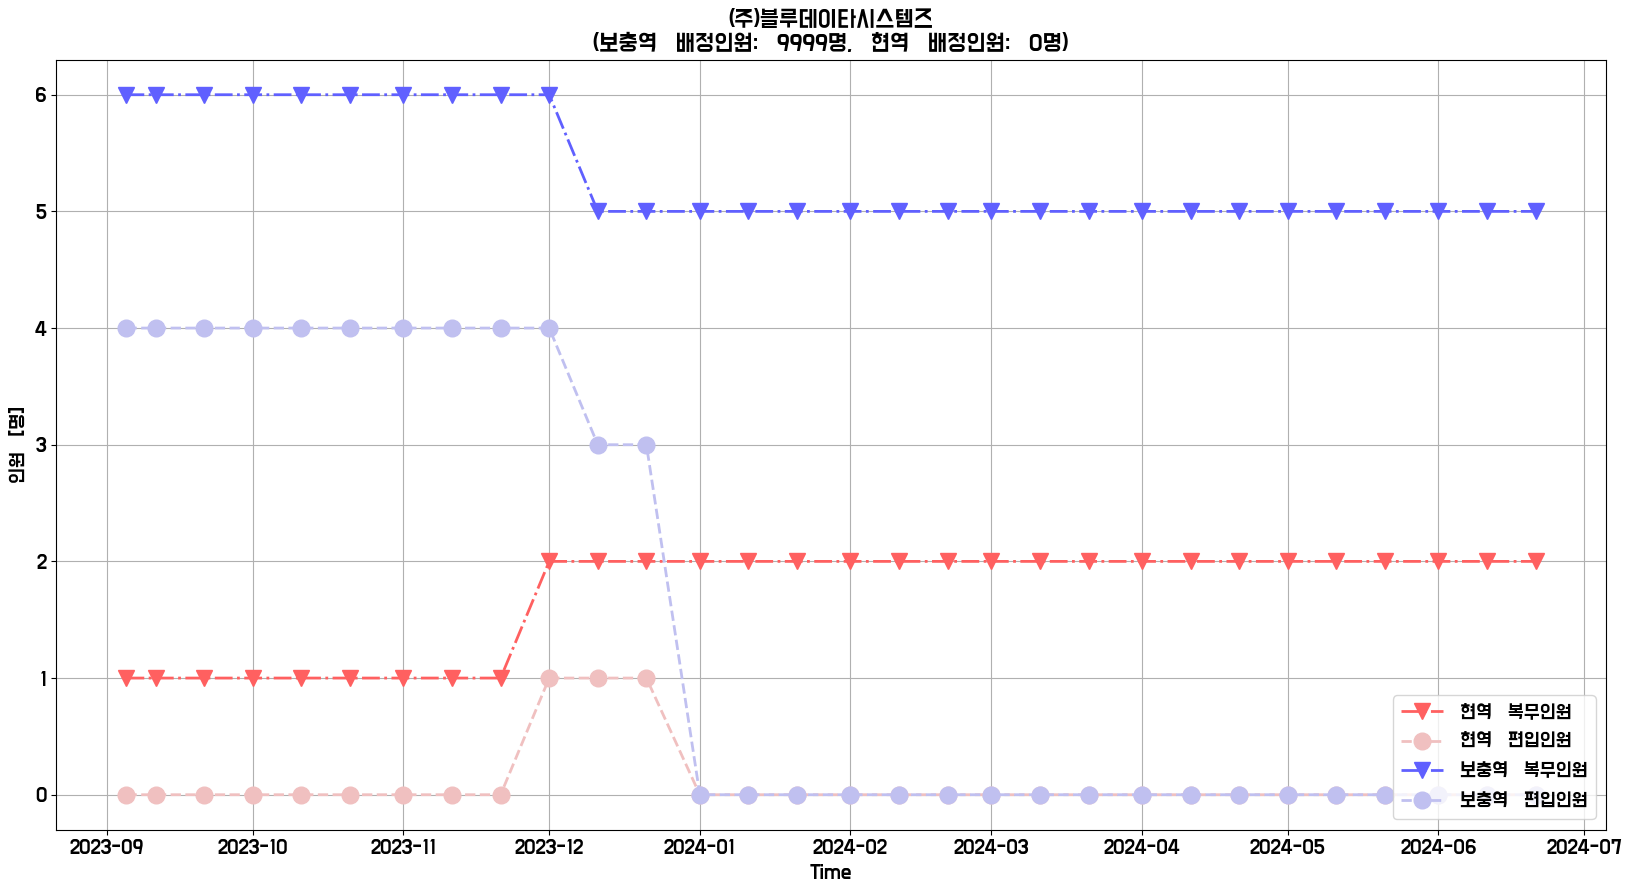 (주)블루데이타시스템즈
(보충역 배정인원: 9999명, 현역 배정인원: 0명)
6
5
4
3
2
1
0
인원 [명]
2023-09 2023-10 2023-11 2023-12 2024-01 2024-02 2024-03 2024-04 2024-05 2024-06 2024-07
Time
현역 복무인원
현역 편입인원
보충역 복무인원
보충역 편입인원